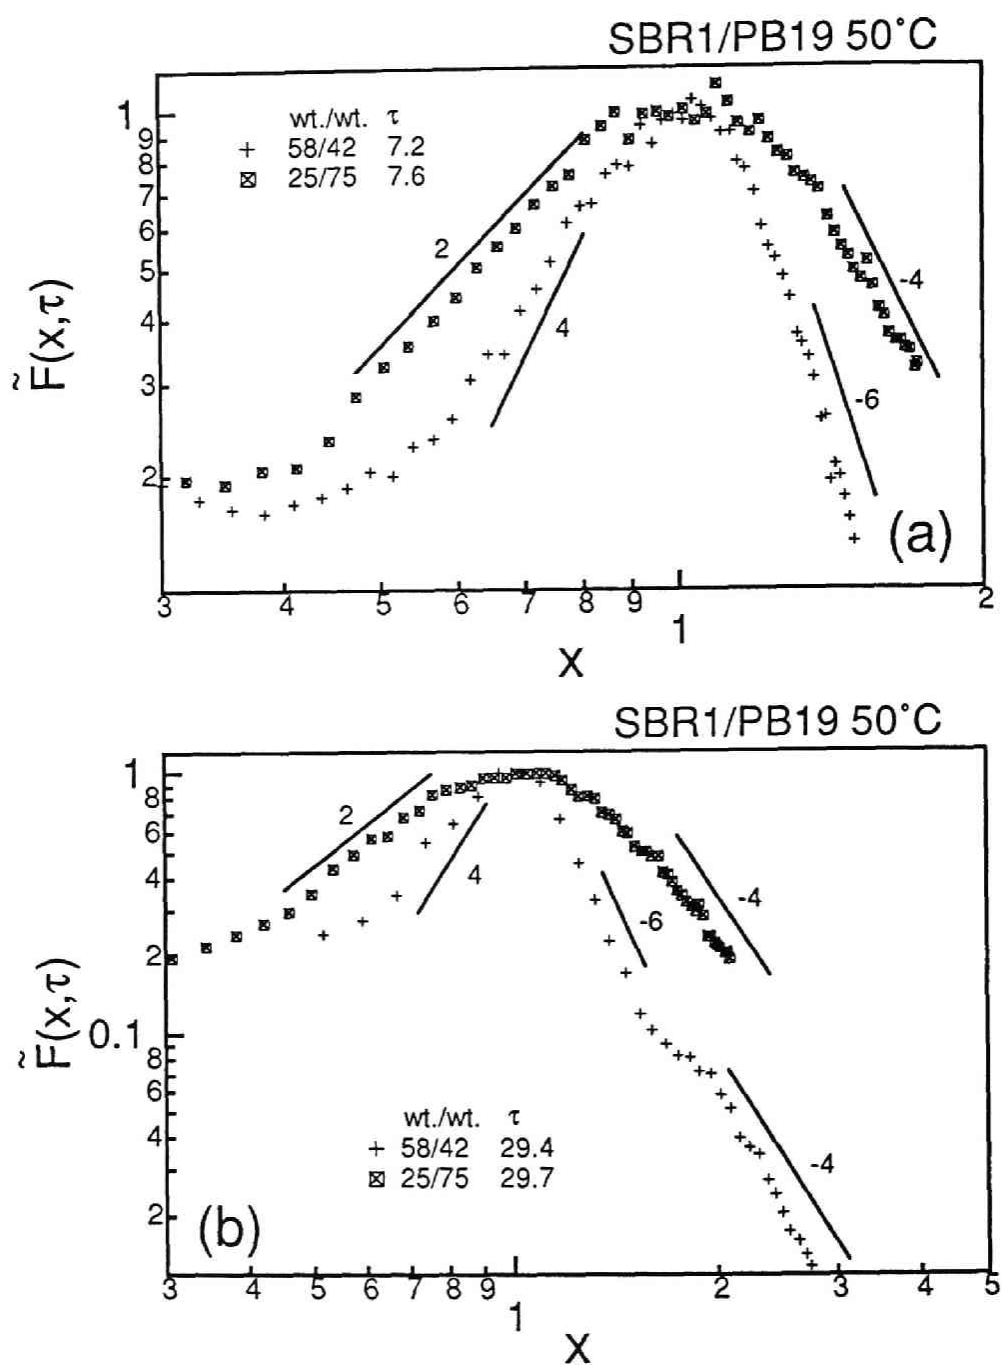 SBR1/PB19 50°C
1
9
8
7
6
5
4
3
2
wt./wt. τ
+ 58/42 7.2
⊠ 25/75 7.6
2
4
-4
-6
(a)
F̃(x,τ)
3 4 5 6 7 8 9 1 2
X
SBR1/PB19 50°C
1
8
6
4
2
0.1
8
6
4
2
2
4
-6
-4
-4
wt./wt. τ
+ 58/42 29.4
⊠ 25/75 29.7
(b)
F̃(x,τ)
3 4 5 6 7 8 9 1 2 3 4 5
X